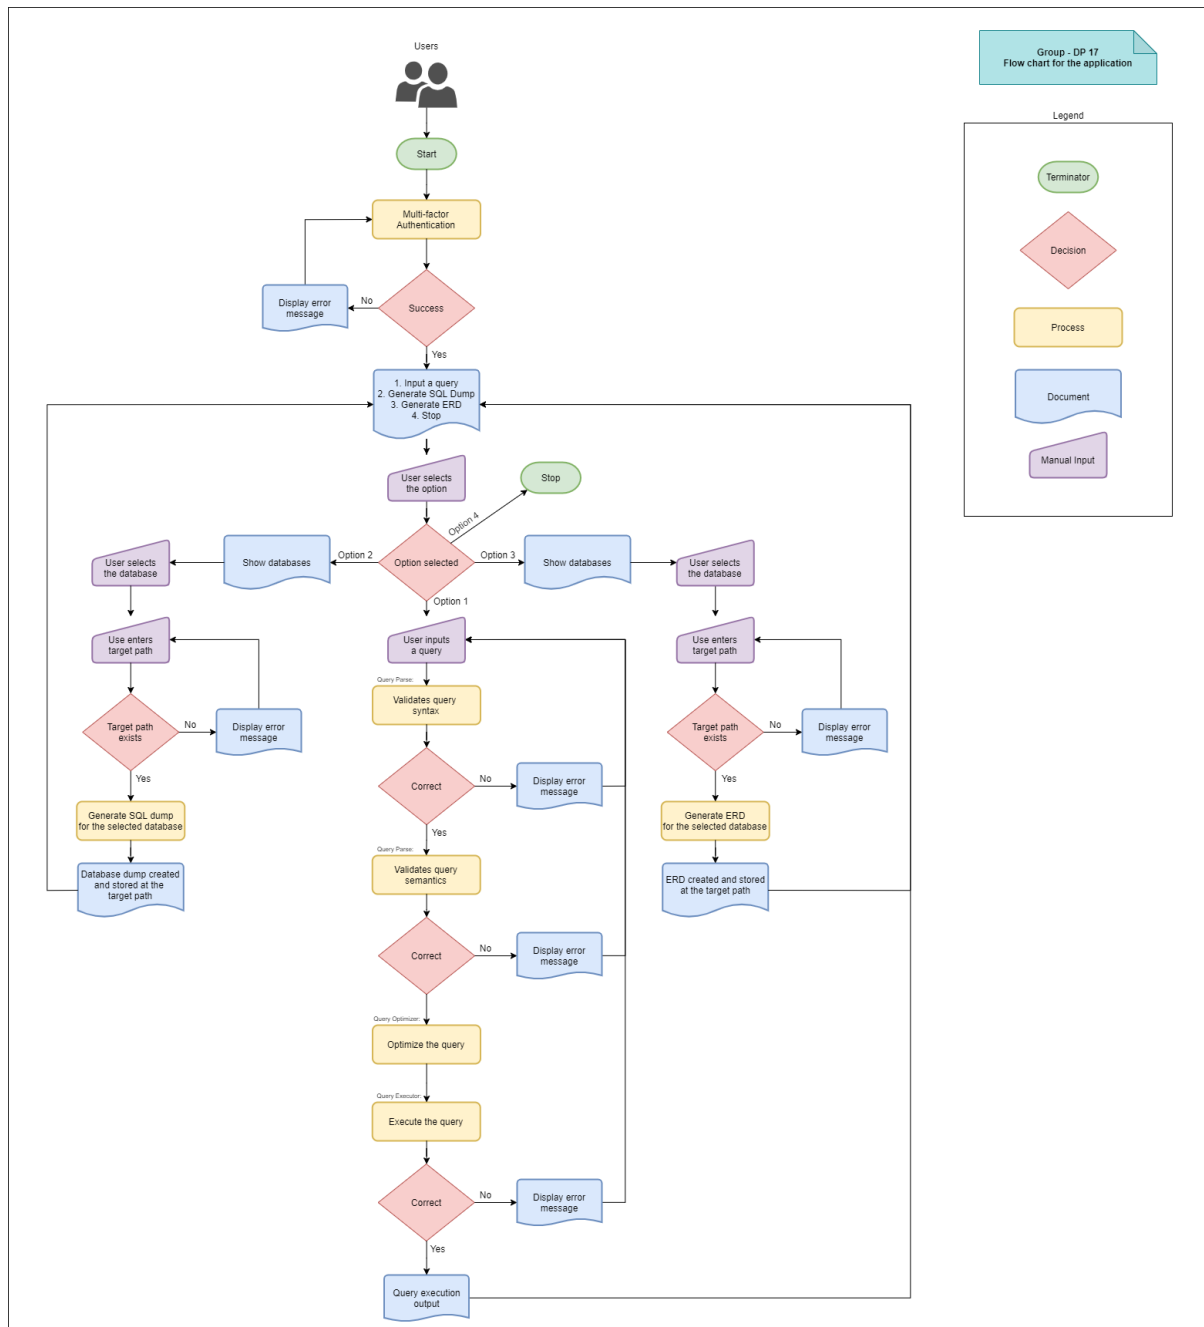 Users
Group - DP 17
Flow chart for the application
Legend
Start
Terminator
Multi-factor
Authentication
Decision
Display error
message
No
Success
Process
Yes
1. Input a query
2. Generate SQL Dump
3. Generate ERD
4. Stop
Document
Manual Input
User selects
the option
Stop
Option 4
User selects
the database
Show databases
Option 2
Option selected
Option 3
Show databases
User selects
the database
Option 1
Use enters
target path
User inputs
a query
Use enters
target path
Query Parse:
Validates query
syntax
Target path
exists
No
Display error
message
Target path
exists
No
Display error
message
Yes
Correct
No
Display error
message
Yes
Generate SQL dump
for the selected database
Generate ERD
for the selected database
Yes
Query Parse:
Validates query
semantics
Database dump created
and stored at the
target path
ERD created and stored
at the target path
Correct
No
Display error
message
Query Optimizer:
Optimize the query
Query Executor:
Execute the query
Correct
No
Display error
message
Yes
Query execution
output